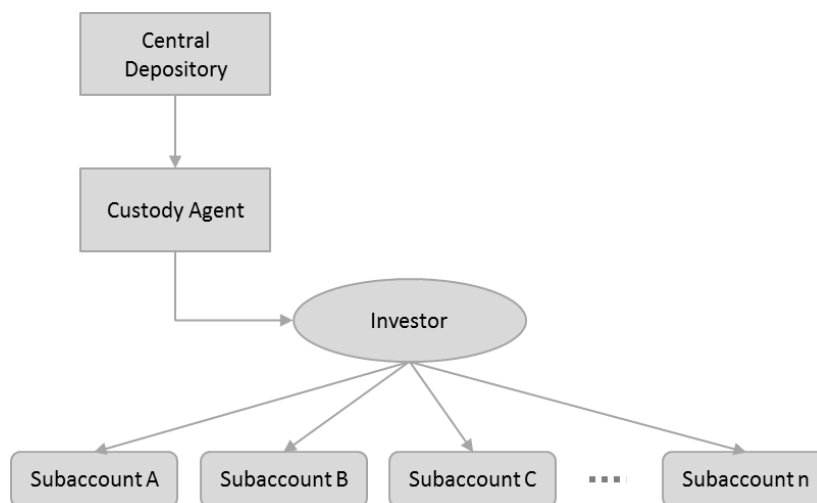 Central
Depository
Custody Agent
Investor
Subaccount A
Subaccount B
Subaccount C
Subaccount n